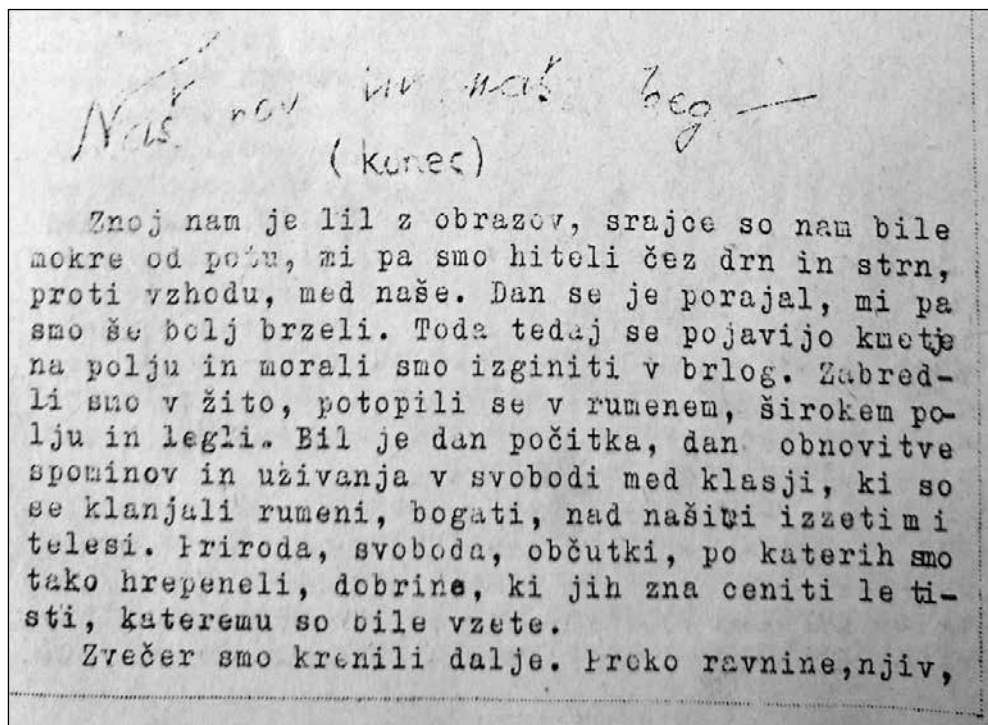 Naš nov in naš beg —
(konec)
Znoj nam je lil z obrazov, srajce so nam bile
mokre od potu, mi pa smo hiteli čez drn in strn,
proti vzhodu, med naše. Dan se je porajal, mi pa
smo še bolj brzeli. Toda tedaj se pojavijo kmetje
na polju in morali smo izginiti v brlog. Zabred-
li smo v žito, potopili se v rumenem, širokem po-
lju in legli. Bil je dan počitka, dan obnovitve
spominov in uživanja v svobodi med klasji, ki so
se klanjali rumeni, bogati, nad našimi izzetimi
telesi. Priroda, svoboda, občutki, po katerih smo
tako hrepeneli, dobrine, ki jih zna ceniti le ti-
sti, kateremu so bile vzete.
Zvečer smo krenili dalje. Preko ravnine,njiv,